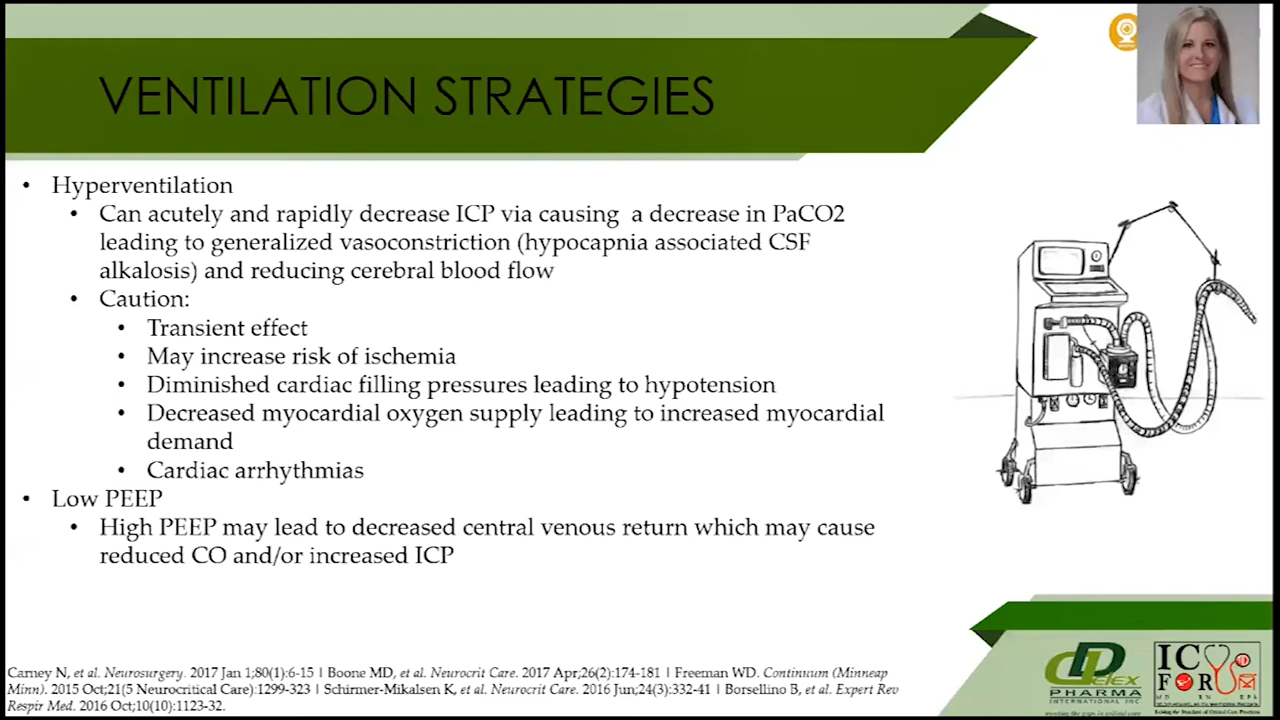 VENTILATION STRATEGIES
• Hyperventilation
• Can acutely and rapidly decrease ICP via causing a decrease in PaCO2
leading to generalized vasoconstriction (hypocapnia associated CSF
alkalosis) and reducing cerebral blood flow
• Caution:
• Transient effect
• May increase risk of ischemia
• Diminished cardiac filling pressures leading to hypotension
• Decreased myocardial oxygen supply leading to increased myocardial
demand
• Cardiac arrhythmias
• Low PEEP
• High PEEP may lead to decreased central venous return which may cause
reduced CO and/or increased ICP
Carney N, et al. Neurosurgery. 2017 Jan 1;80(1):6-15 | Boone MD, et al. Neurocrit Care. 2017 Apr;26(2):174-181 | Freeman WD. Continuum (Minneap
Minn). 2015 Oct;21(5 Neurocritical Care):1299-323 | Schirmer-Mikalsen K, et al. Neurocrit Care. 2016 Jun;24(3):332-41 | Borsellino B, et al. Expert Rev
Respir Med. 2016 Oct;10(10):1123-32.
PHARMA
INTERNATIONAL INC
IC
FOR
MD RN RPh